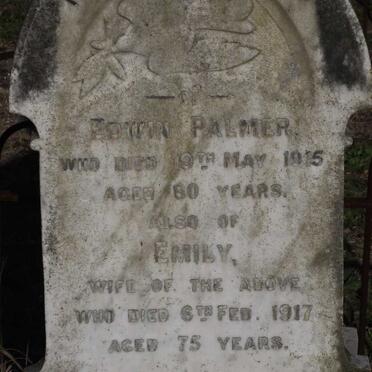 EDWIN PALMER,
WHO DIED 19TH MAY 1915
AGED 80 YEARS.
ALSO OF
EMILY,
WIFE OF THE ABOVE
WHO DIED 6TH FEB. 1917
AGED 75 YEARS.